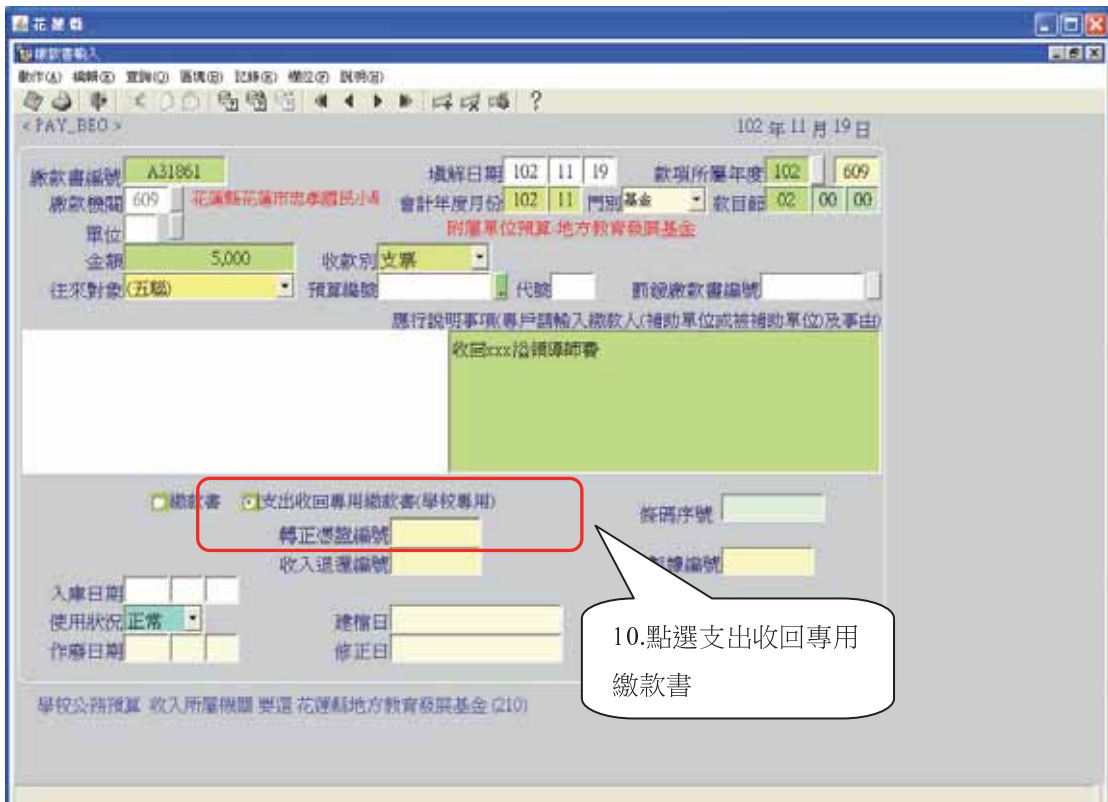 花蓮縣
繳款書輸入
動作(A) 編輯(E) 查詢(Q) 區塊(B) 記錄(R) 欄位(F) 說明(H)
< PAY_BEO > 102 年 11 月 19 日
繳款書編號 A31861 填解日期 102 11 19 款項所屬年度 102 609
繳款機關 609 花蓮縣花蓮市忠孝國民小 會計年度月份 102 11 門別 基金 款目節 02 00 00
單位 附屬單位預算-地方教育發展基金
金額 5,000 收款別 支票
往來對象 預算編號 代號 繳款書編號
應行說明事項(專戶請輸入繳款人(補助單位或被補助單位)及事由)
收回xxx溢領導師費
繳款書 支出收回專用繳款書(學校專用) 條碼序號
轉正憑證編號
收入退還編號
入庫日期
使用狀況 正常 建檔日
作廢日期 修正日
10.點選支出收回專用
繳款書
學校公務預算 收入所屬機關 要選 花蓮縣地方教育發展基金 (210)